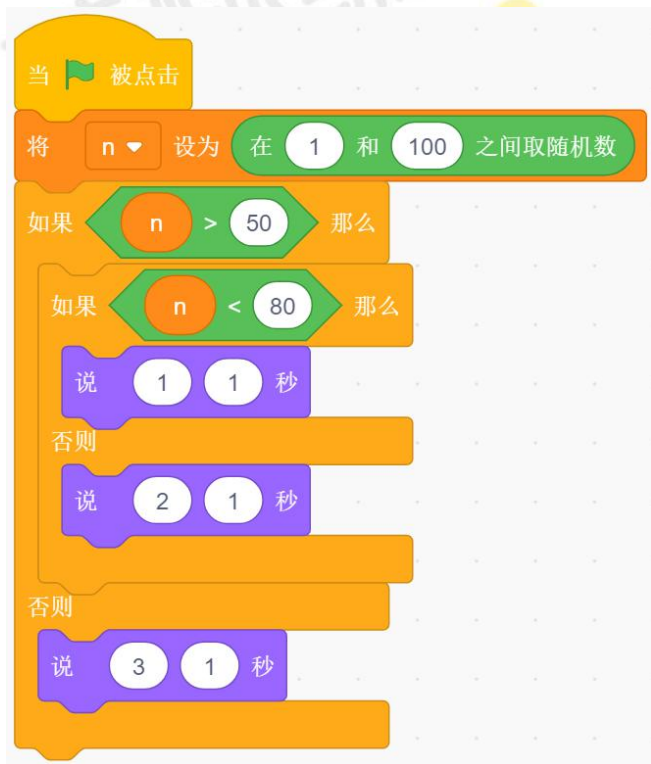 当 被点击
将 n 设为 在 1 和 100 之间取随机数
如果 n > 50 那么
如果 n < 80 那么
说 1 1 秒
否则
说 2 1 秒
否则
说 3 1 秒